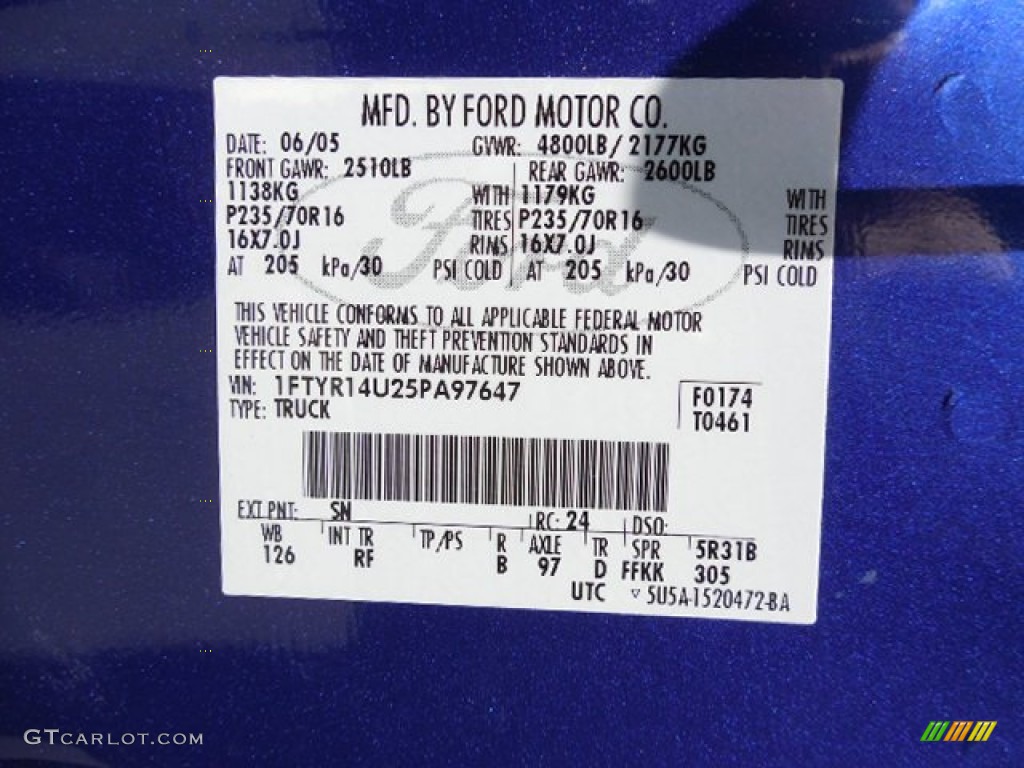 MFD. BY FORD MOTOR CO.
DATE: 06/05 GVWR: 4800LB/ 2177KG
FRONT GAWR: 2510LB REAR GAWR: 2600LB
1138KG WITH 1179KG WITH
P235/70R16 TIRES P235/70R16 TIRES
16X7.0J RIMS 16X7.0J RIMS
AT 205 kPa/30 PSI COLD AT 205 kPa/30 PSI COLD
Ford
THIS VEHICLE CONFORMS TO ALL APPLICABLE FEDERAL MOTOR
VEHICLE SAFETY AND THEFT PREVENTION STANDARDS IN
EFFECT ON THE DATE OF MANUFACTURE SHOWN ABOVE.
VIN: 1FTYR14U25PA97647 F0174
TYPE: TRUCK T0461
EXT PNT: SN RC: 24 DSO:
WB INT TR TP/PS R AXLE TR SPR 5R31B
126 RF B 97 D FFKK 305
UTC ▿ 5U5A-1520472-BA
GTCARLOT.COM